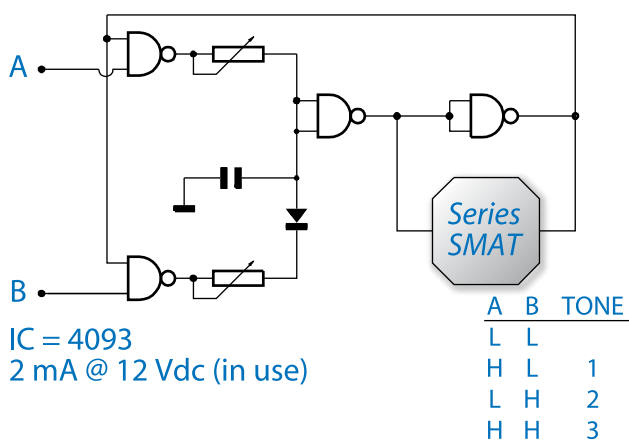 A
B
Series
SMAT
IC = 4093
2 mA @ 12 Vdc (in use)
A B TONE
L L
H L 1
L H 2
H H 3